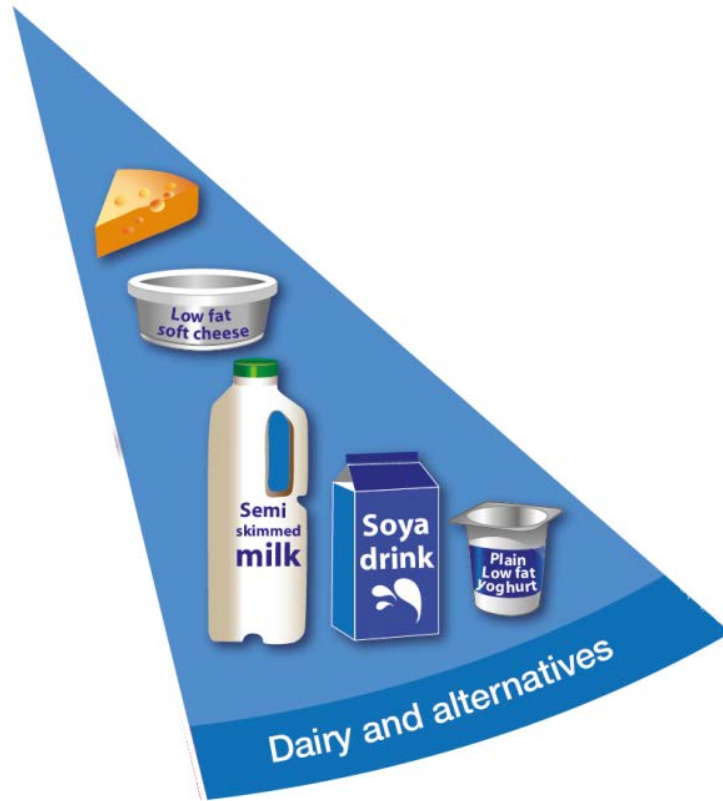 Low fat
soft cheese
Semi
skimmed
milk
Soya
drink
Plain
Low fat
yoghurt
Dairy and alternatives